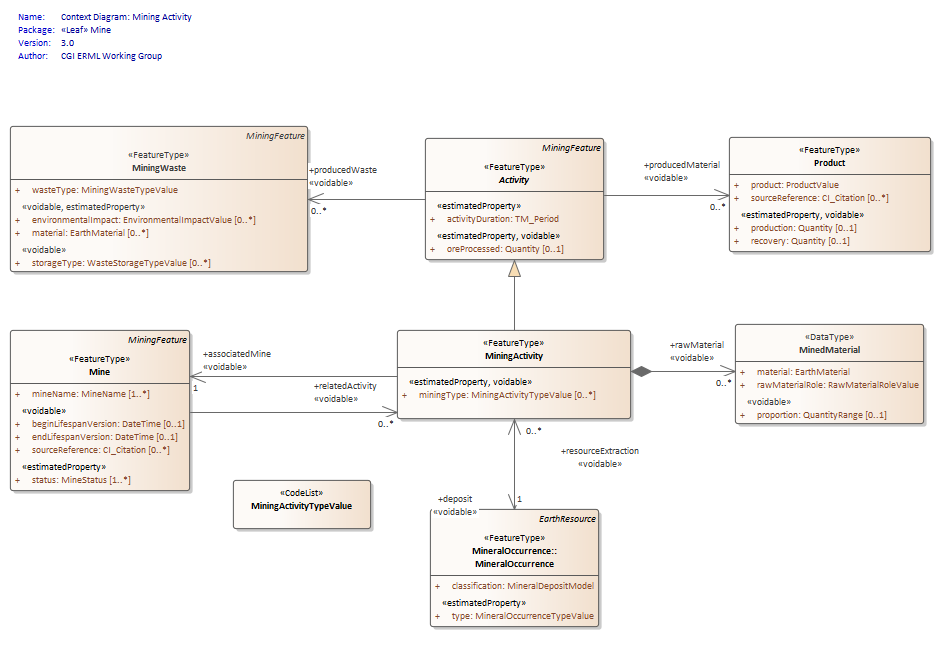 Name: Context Diagram: Mining Activity
Package: «Leaf» Mine
Version: 3.0
Author: CGI ERML Working Group
MiningFeature
«FeatureType»
MiningWaste
+ wasteType: MiningWasteTypeValue
«voidable, estimatedProperty»
+ environmentalImpact: EnvironmentalImpactValue [0..*]
+ material: EarthMaterial [0..*]
«voidable»
+ storageType: WasteStorageTypeValue [0..*]
+producedWaste
«voidable»
0..*
MiningFeature
«FeatureType»
Activity
«estimatedProperty»
+ activityDuration: TM_Period
«estimatedProperty, voidable»
+ oreProcessed: Quantity [0..1]
+producedMaterial
«voidable»
0..*
«FeatureType»
Product
+ product: ProductValue
+ sourceReference: CI_Citation [0..*]
«estimatedProperty, voidable»
+ production: Quantity [0..1]
+ recovery: Quantity [0..1]
MiningFeature
«FeatureType»
Mine
+ mineName: MineName [1..*]
«voidable»
+ beginLifespanVersion: DateTime [0..1]
+ endLifespanVersion: DateTime [0..1]
+ sourceReference: CI_Citation [0..*]
«estimatedProperty»
+ status: MineStatus [1..*]
+associatedMine
«voidable»
1
+relatedActivity
«voidable»
0..*
«FeatureType»
MiningActivity
«estimatedProperty, voidable»
+ miningType: MiningActivityTypeValue [0..*]
+rawMaterial
«voidable»
0..*
«DataType»
MinedMaterial
+ material: EarthMaterial
+ rawMaterialRole: RawMaterialRoleValue
«voidable»
+ proportion: QuantityRange [0..1]
0..*
+resourceExtraction
«voidable»
«CodeList»
MiningActivityTypeValue
+deposit
«voidable»
1
EarthResource
«FeatureType»
MineralOccurrence::
MineralOccurrence
+ classification: MineralDepositModel
«estimatedProperty»
+ type: MineralOccurrenceTypeValue